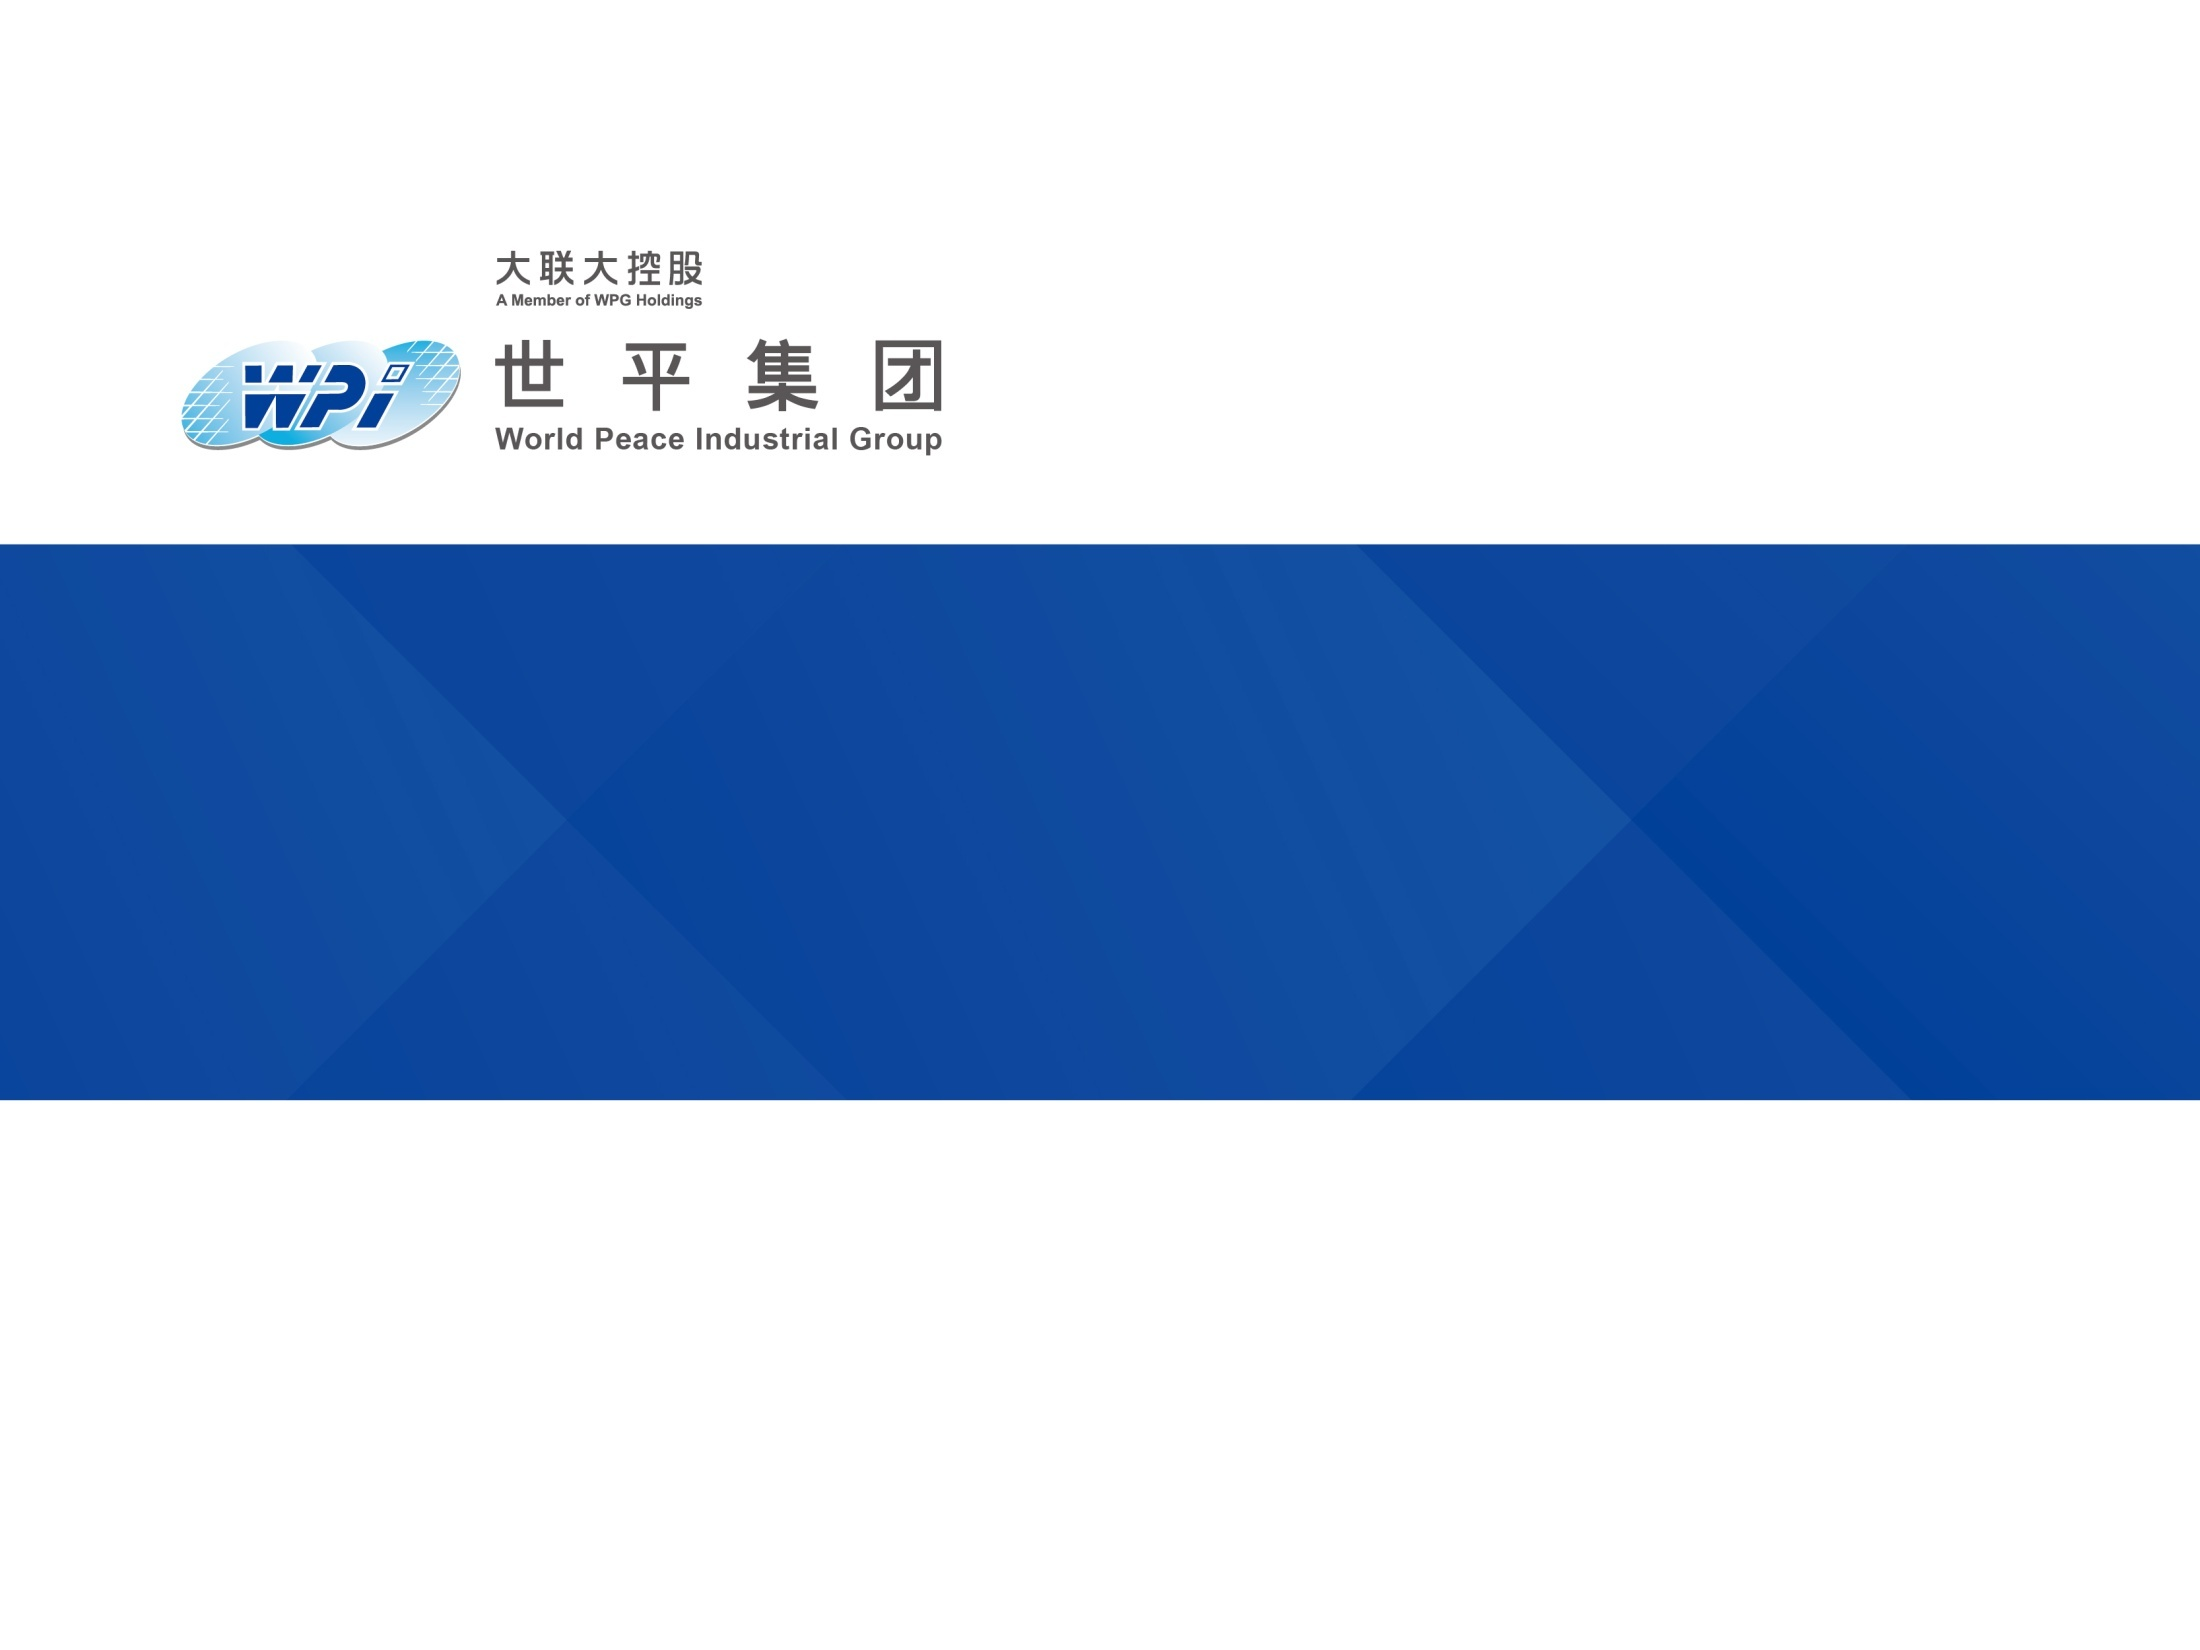 大联大控股
A Member of WPG Holdings
WPi
世平集团
World Peace Industrial Group